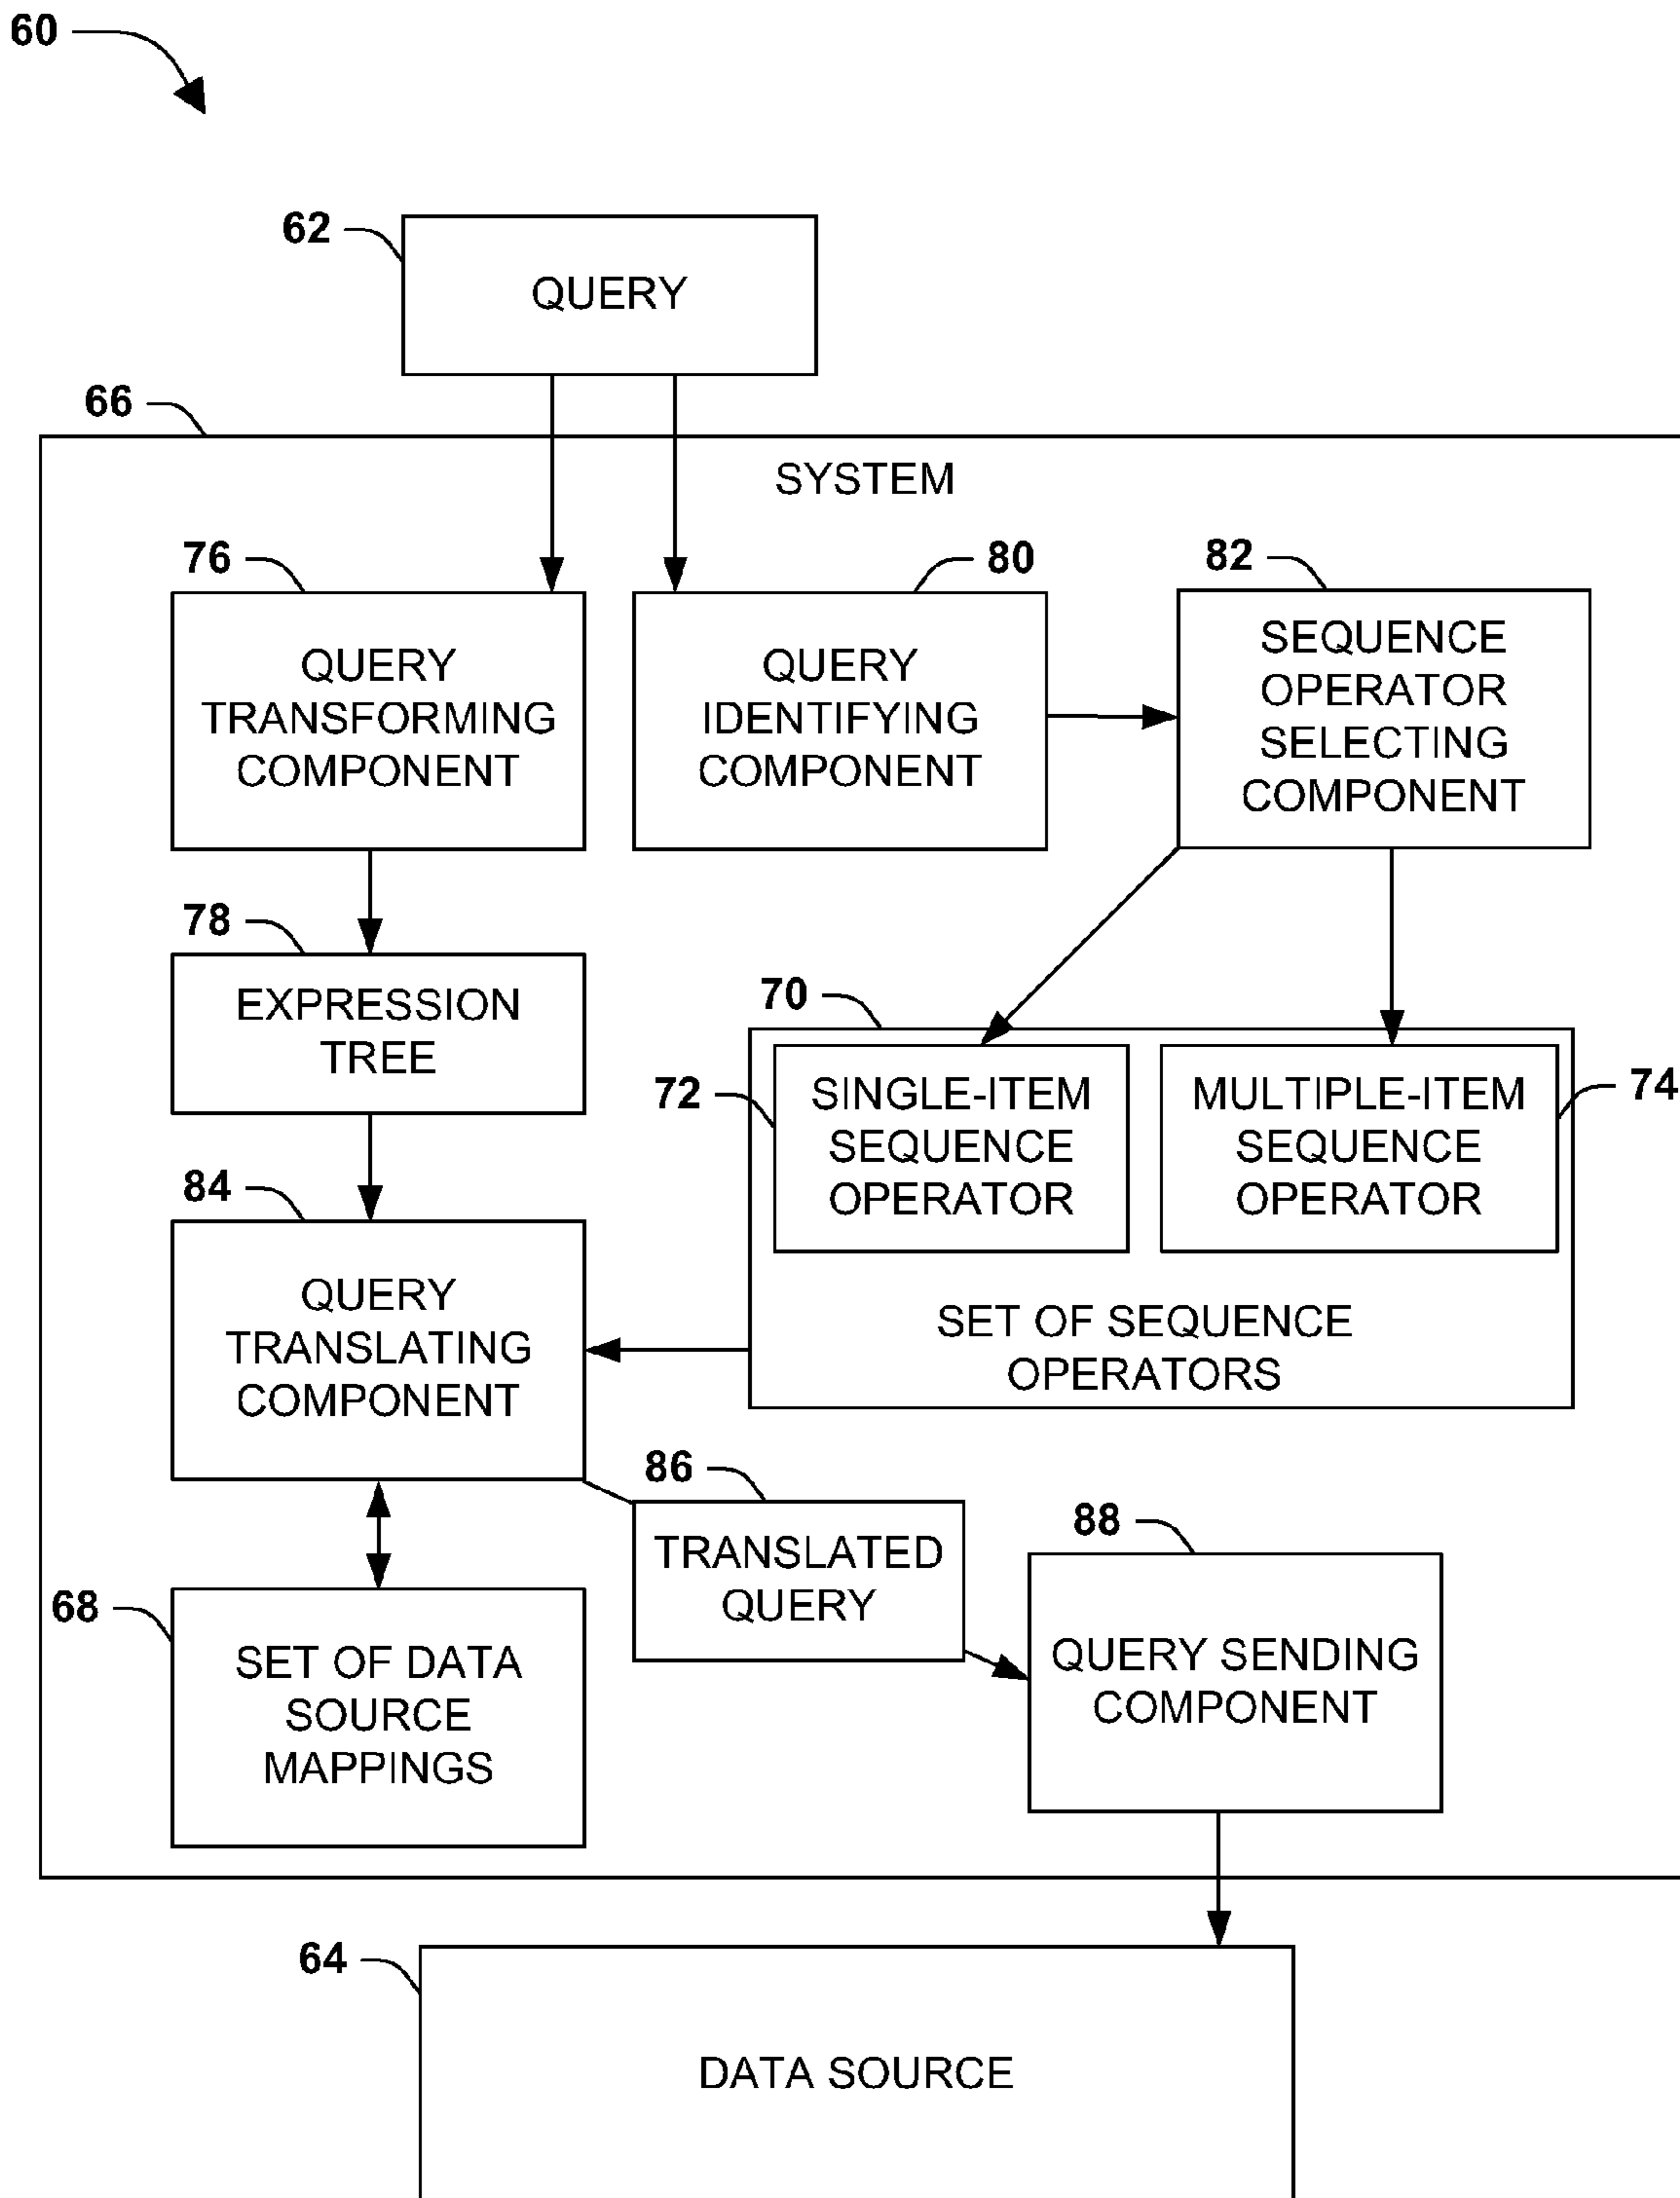 60
62
QUERY
66
SYSTEM
76
80
82
QUERY
TRANSFORMING
COMPONENT
QUERY
IDENTIFYING
COMPONENT
SEQUENCE
OPERATOR
SELECTING
COMPONENT
78
EXPRESSION
TREE
70
72
SINGLE-ITEM
SEQUENCE
OPERATOR
MULTIPLE-ITEM
SEQUENCE
OPERATOR
74
SET OF SEQUENCE
OPERATORS
84
QUERY
TRANSLATING
COMPONENT
86
TRANSLATED
QUERY
88
QUERY SENDING
COMPONENT
68
SET OF DATA
SOURCE
MAPPINGS
64
DATA SOURCE